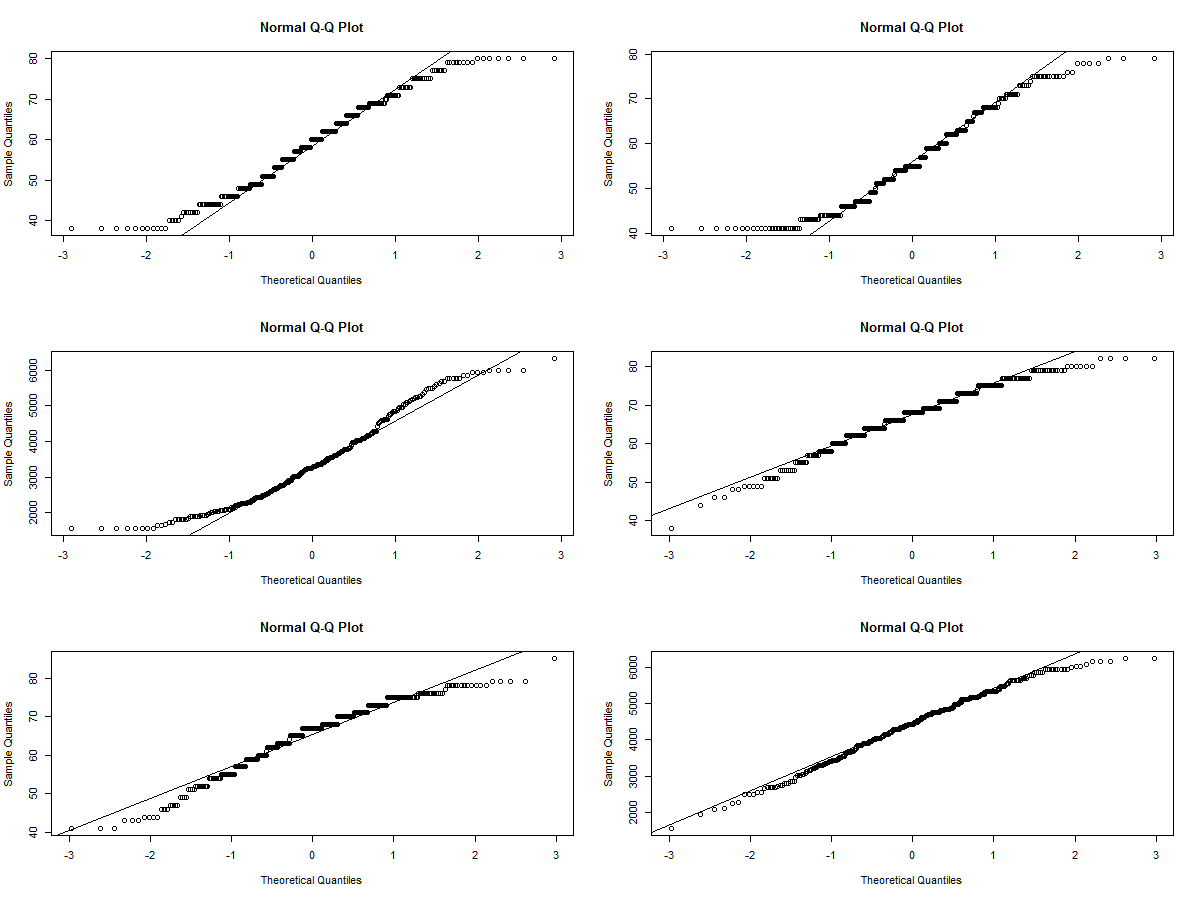 Normal Q-Q Plot
Sample Quantiles
80
70
60
50
40
-3 -2 -1 0 1 2 3
Theoretical Quantiles
Normal Q-Q Plot
Sample Quantiles
80
70
60
50
40
-3 -2 -1 0 1 2 3
Theoretical Quantiles
Normal Q-Q Plot
Sample Quantiles
6000
5000
4000
3000
2000
-3 -2 -1 0 1 2 3
Theoretical Quantiles
Normal Q-Q Plot
Sample Quantiles
80
70
60
50
40
-3 -2 -1 0 1 2 3
Theoretical Quantiles
Normal Q-Q Plot
Sample Quantiles
80
70
60
50
40
-3 -2 -1 0 1 2 3
Theoretical Quantiles
Normal Q-Q Plot
Sample Quantiles
6000
5000
4000
3000
2000
-3 -2 -1 0 1 2 3
Theoretical Quantiles